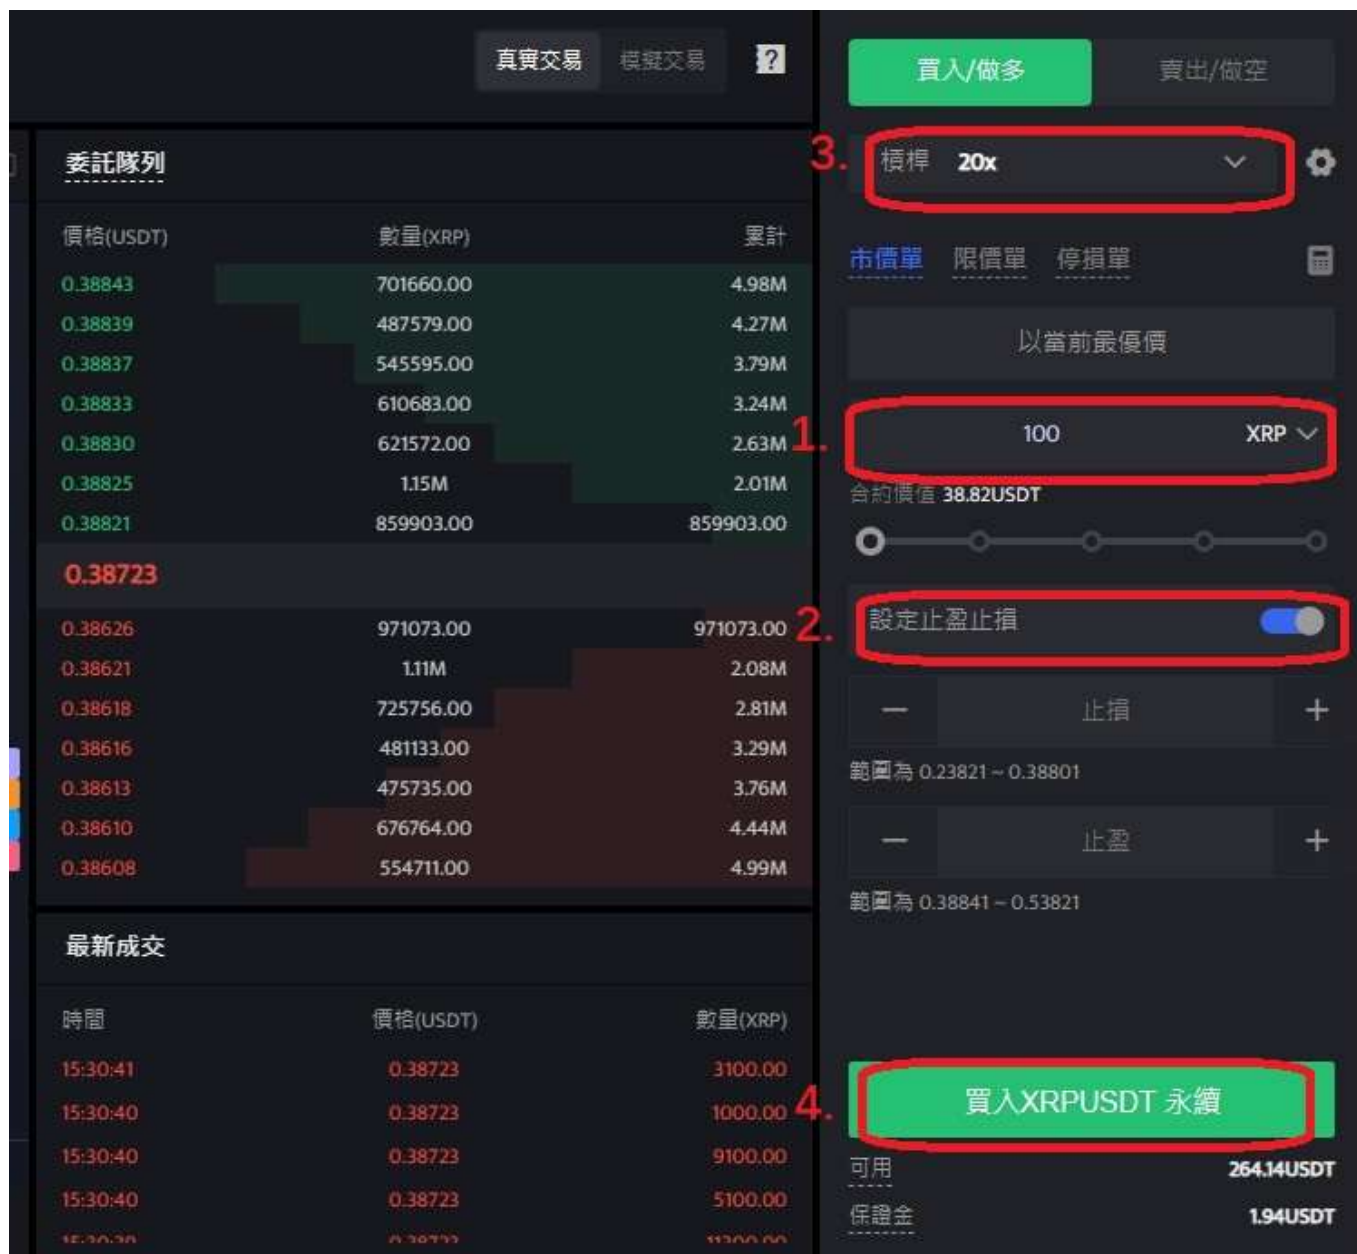 真實交易 模擬交易 ?
委託隊列
價格(USDT) 數量(XRP) 累計
0.38843 701660.00 4.98M
0.38839 487579.00 4.27M
0.38837 545595.00 3.79M
0.38833 610683.00 3.24M
0.38830 621572.00 2.63M
0.38825 1.15M 2.01M
0.38821 859903.00 859903.00
0.38723
0.38626 971073.00 971073.00
0.38621 1.11M 2.08M
0.38618 725756.00 2.81M
0.38616 481133.00 3.29M
0.38613 475735.00 3.76M
0.38610 676764.00 4.44M
0.38608 554711.00 4.99M
最新成交
時間 價格(USDT) 數量(XRP)
15:30:41 0.38723 3100.00
15:30:40 0.38723 1000.00
15:30:40 0.38723 9100.00
15:30:40 0.38723 5100.00
15:30:39 0.38723 11300.00
買入/做多 賣出/做空
3. 槓桿 20x
市價單 限價單 停損單
以當前最優價
1. 100 XRP
合約價值 38.82USDT
2. 設定止盈止損
— 止損 +
範圍為 0.23821 ~ 0.38801
— 止盈 +
範圍為 0.38841 ~ 0.53821
4. 買入XRPUSDT 永續
可用 264.14USDT
保證金 1.94USDT